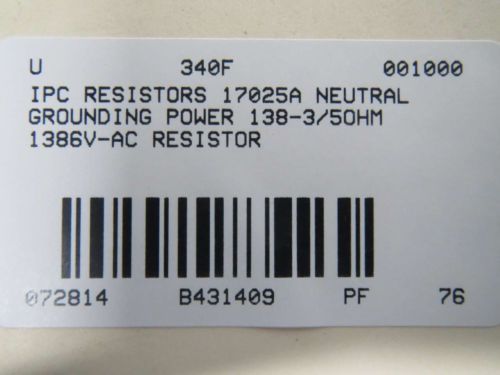 U 340F 001000
IPC RESISTORS 17025A NEUTRAL
GROUNDING POWER 138-3/5OHM
1386V-AC RESISTOR
072814 B431409 PF 76